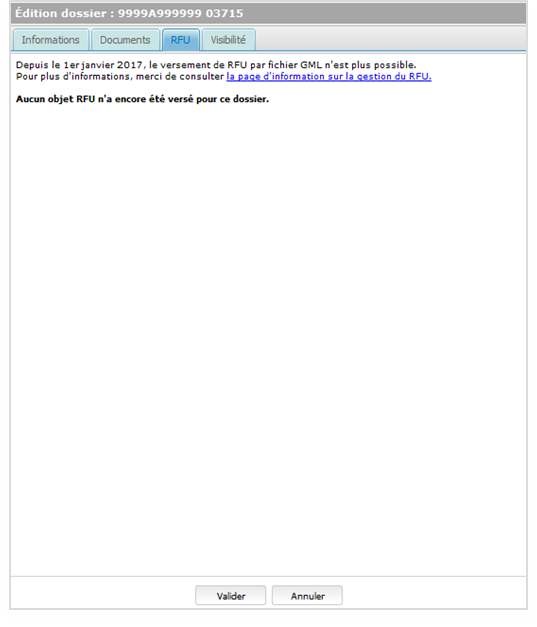 Édition dossier : 9999A999999 03715
Informations Documents RFU Visibilité
Depuis le 1er janvier 2017, le versement de RFU par fichier GML n'est plus possible.
Pour plus d'informations, merci de consulter la page d'information sur la gestion du RFU.
Aucun objet RFU n'a encore été versé pour ce dossier.
Valider Annuler